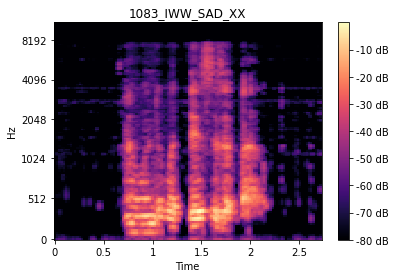 1083_IWW_SAD_XX
8192
4096
2048
1024
512
0
Hz
0 0.5 1 1.5 2 2.5
Time
-10 dB
-20 dB
-30 dB
-40 dB
-50 dB
-60 dB
-70 dB
-80 dB